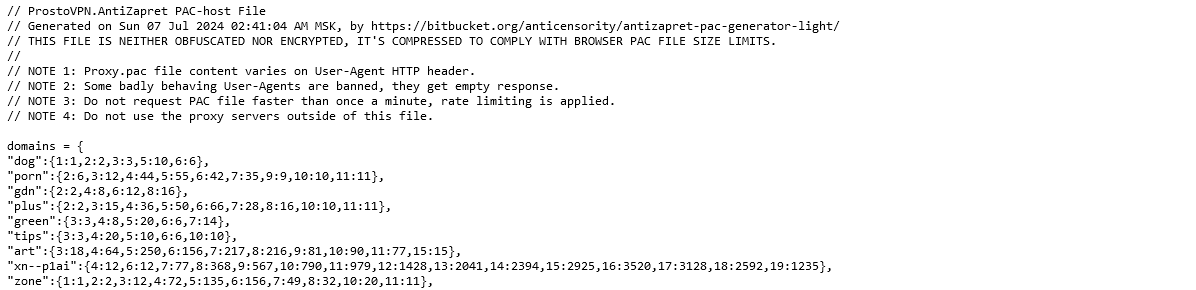 // ProstoVPN.AntiZapret PAC-host File
// Generated on Sun 07 Jul 2024 02:41:04 AM MSK, by https://bitbucket.org/anticensority/antizapret-pac-generator-light/
// THIS FILE IS NEITHER OBFUSCATED NOR ENCRYPTED, IT'S COMPRESSED TO COMPLY WITH BROWSER PAC FILE SIZE LIMITS.
//
// NOTE 1: Proxy.pac file content varies on User-Agent HTTP header.
// NOTE 2: Some badly behaving User-Agents are banned, they get empty response.
// NOTE 3: Do not request PAC file faster than once a minute, rate limiting is applied.
// NOTE 4: Do not use the proxy servers outside of this file.
domains = {
"dog":{1:1,2:2,3:3,5:10,6:6},
"porn":{2:6,3:12,4:44,5:55,6:42,7:35,9:9,10:10,11:11},
"gdn":{2:2,4:8,6:12,8:16},
"plus":{2:2,3:15,4:36,5:50,6:66,7:28,8:16,10:10,11:11},
"green":{3:3,4:8,5:20,6:6,7:14},
"tips":{3:3,4:20,5:10,6:6,10:10},
"art":{3:18,4:64,5:250,6:156,7:217,8:216,9:81,10:90,11:77,15:15},
"xn--p1ai":{4:12,6:12,7:77,8:368,9:567,10:790,11:979,12:1428,13:2041,14:2394,15:2925,16:3520,17:3128,18:2592,19:1235},
"zone":{1:1,2:2,3:12,4:72,5:135,6:156,7:49,8:32,10:20,11:11},